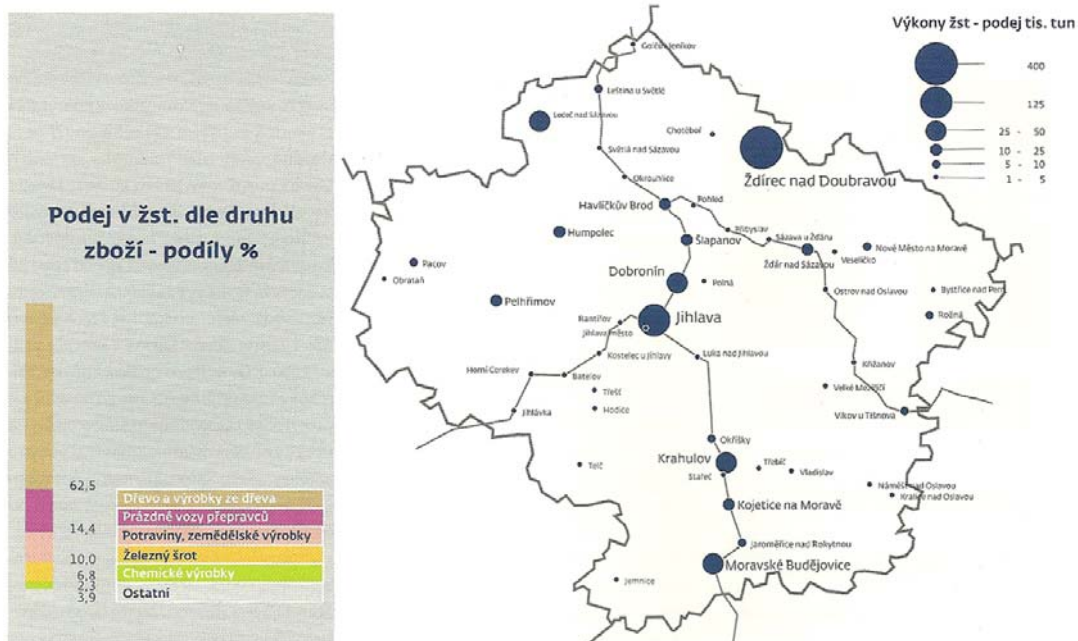 Podej v žst. dle druhu
zboží - podíly %
62,5
14,4
10,0
6,8
2,3
3,9
Dřevo a výrobky ze dřeva
Prázdné vozy přepravců
Potraviny, zemědělské výrobky
Železný šrot
Chemické výrobky
Ostatní
Výkony žst - podej tis. tun
400
125
25 - 50
10 - 25
5 - 10
1 - 5
Golčův Jeníkov
Leština u Světlé
Ledeč nad Sázavou
Chotěboř
Světlá nad Sázavou
Ždírec nad Doubravou
Okrouhlice
Havlíčkův Brod
Pohled
Přibyslav
Humpolec
Šlapanov
Sázava u Žďáru
Nové Město na Moravě
Žďár nad Sázavou
Veselíčko
Pacov
Obrataň
Dobronín
Polná
Ostrov nad Oslavou
Bystřice nad Pern.
Pelhřimov
Rožná
Rantířov
Jihlava
Jihlava město
Kostelec u Jihlavy
Luka nad Jihlavou
Křižanov
Horní Cerekev
Batelov
Třešť
Velké Meziříčí
Jihlávka
Hodice
Vlkov u Tišnova
Okříšky
Krahulov
Telč
Třebíč
Stařeč
Vladislav
Náměšť nad Oslavou
Kralice nad Oslavou
Kojetice na Moravě
Jaroměřice nad Rokytnou
Moravské Budějovice
Jemnice